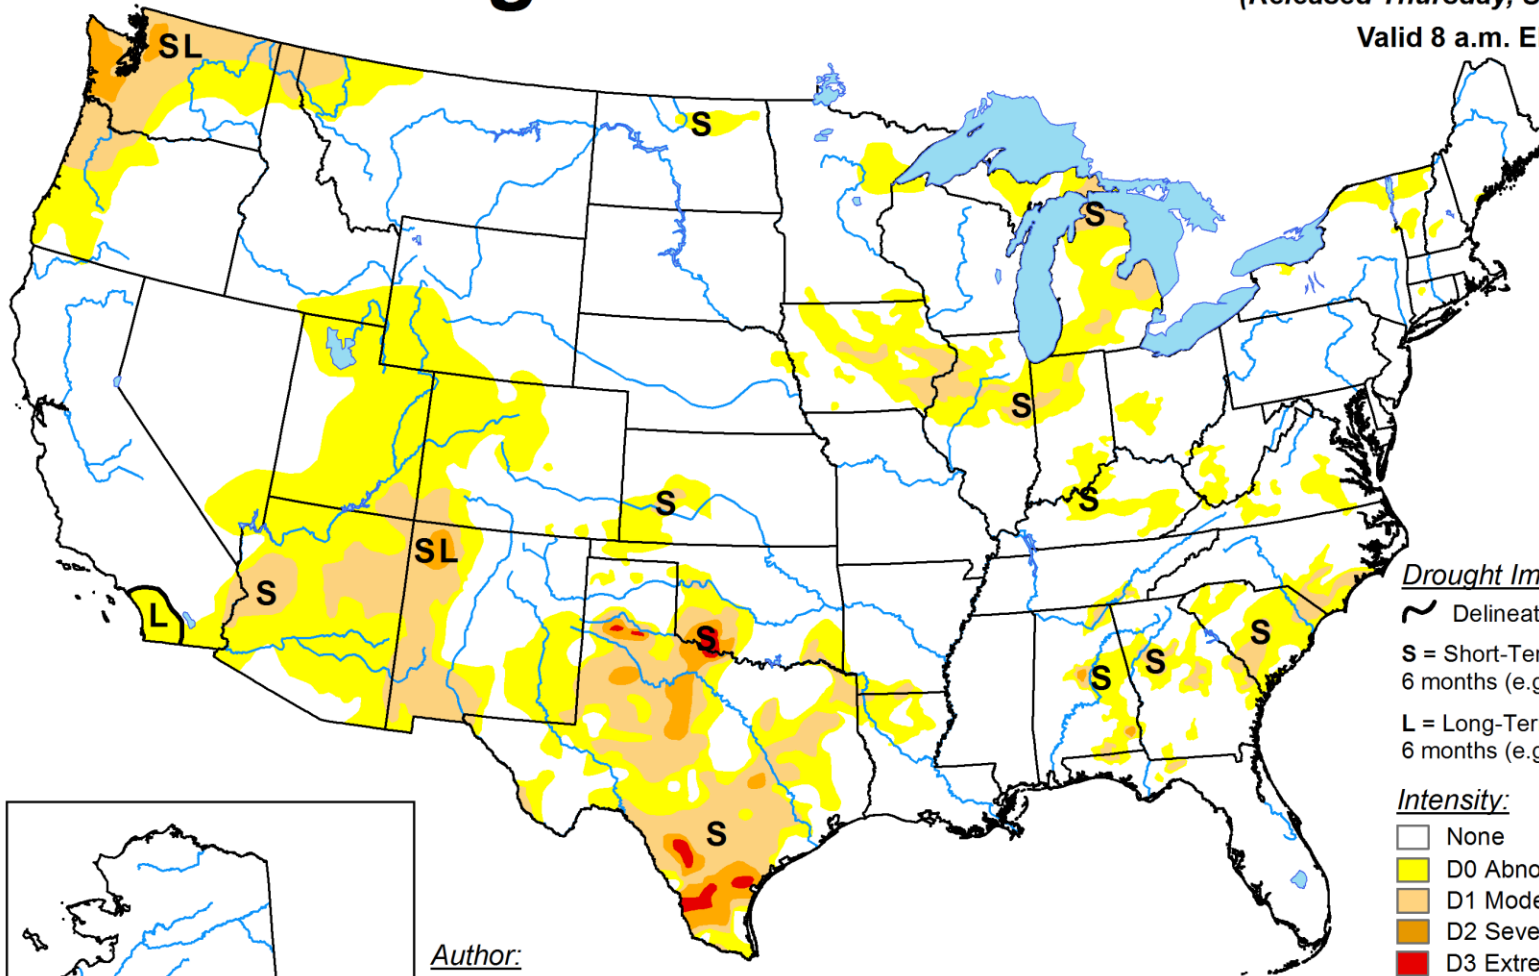 (Released Thursday, S
Valid 8 a.m. E
SL
S
S
S
S
S
SL
S
L
S
S
S
S
S
Drought Im
Delineat
S = Short-Ter
6 months (e.g
L = Long-Ter
6 months (e.g
Intensity:
None
D0 Abno
D1 Mode
D2 Seve
D3 Extre
Author: